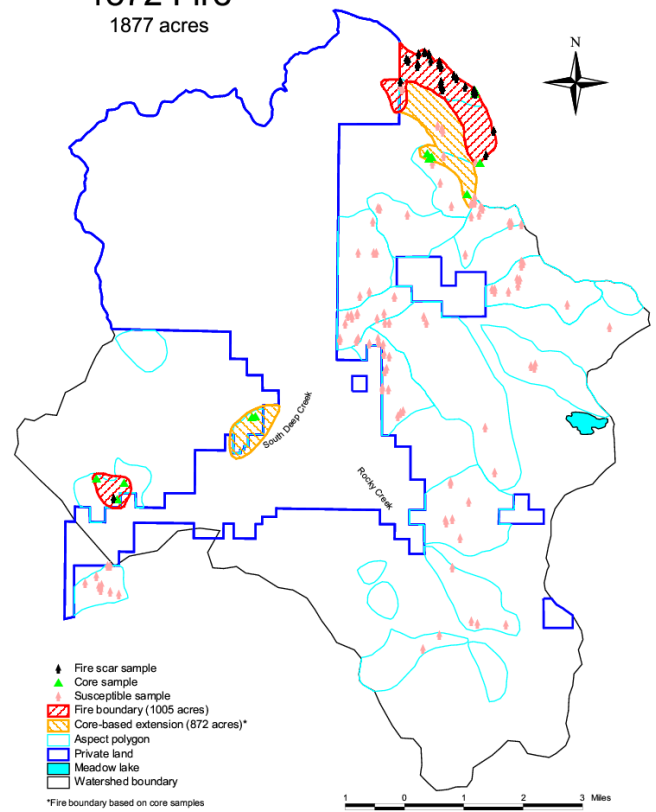 1872 Fire
1877 acres
N
South Deep Creek
Rocky Creek
Fire scar sample
Core sample
Susceptible sample
Fire boundary (1005 acres)
Core-based extension (872 acres)*
Aspect polygon
Private land
Meadow lake
Watershed boundary
*Fire boundary based on core samples
1 0 1 2 3 Miles